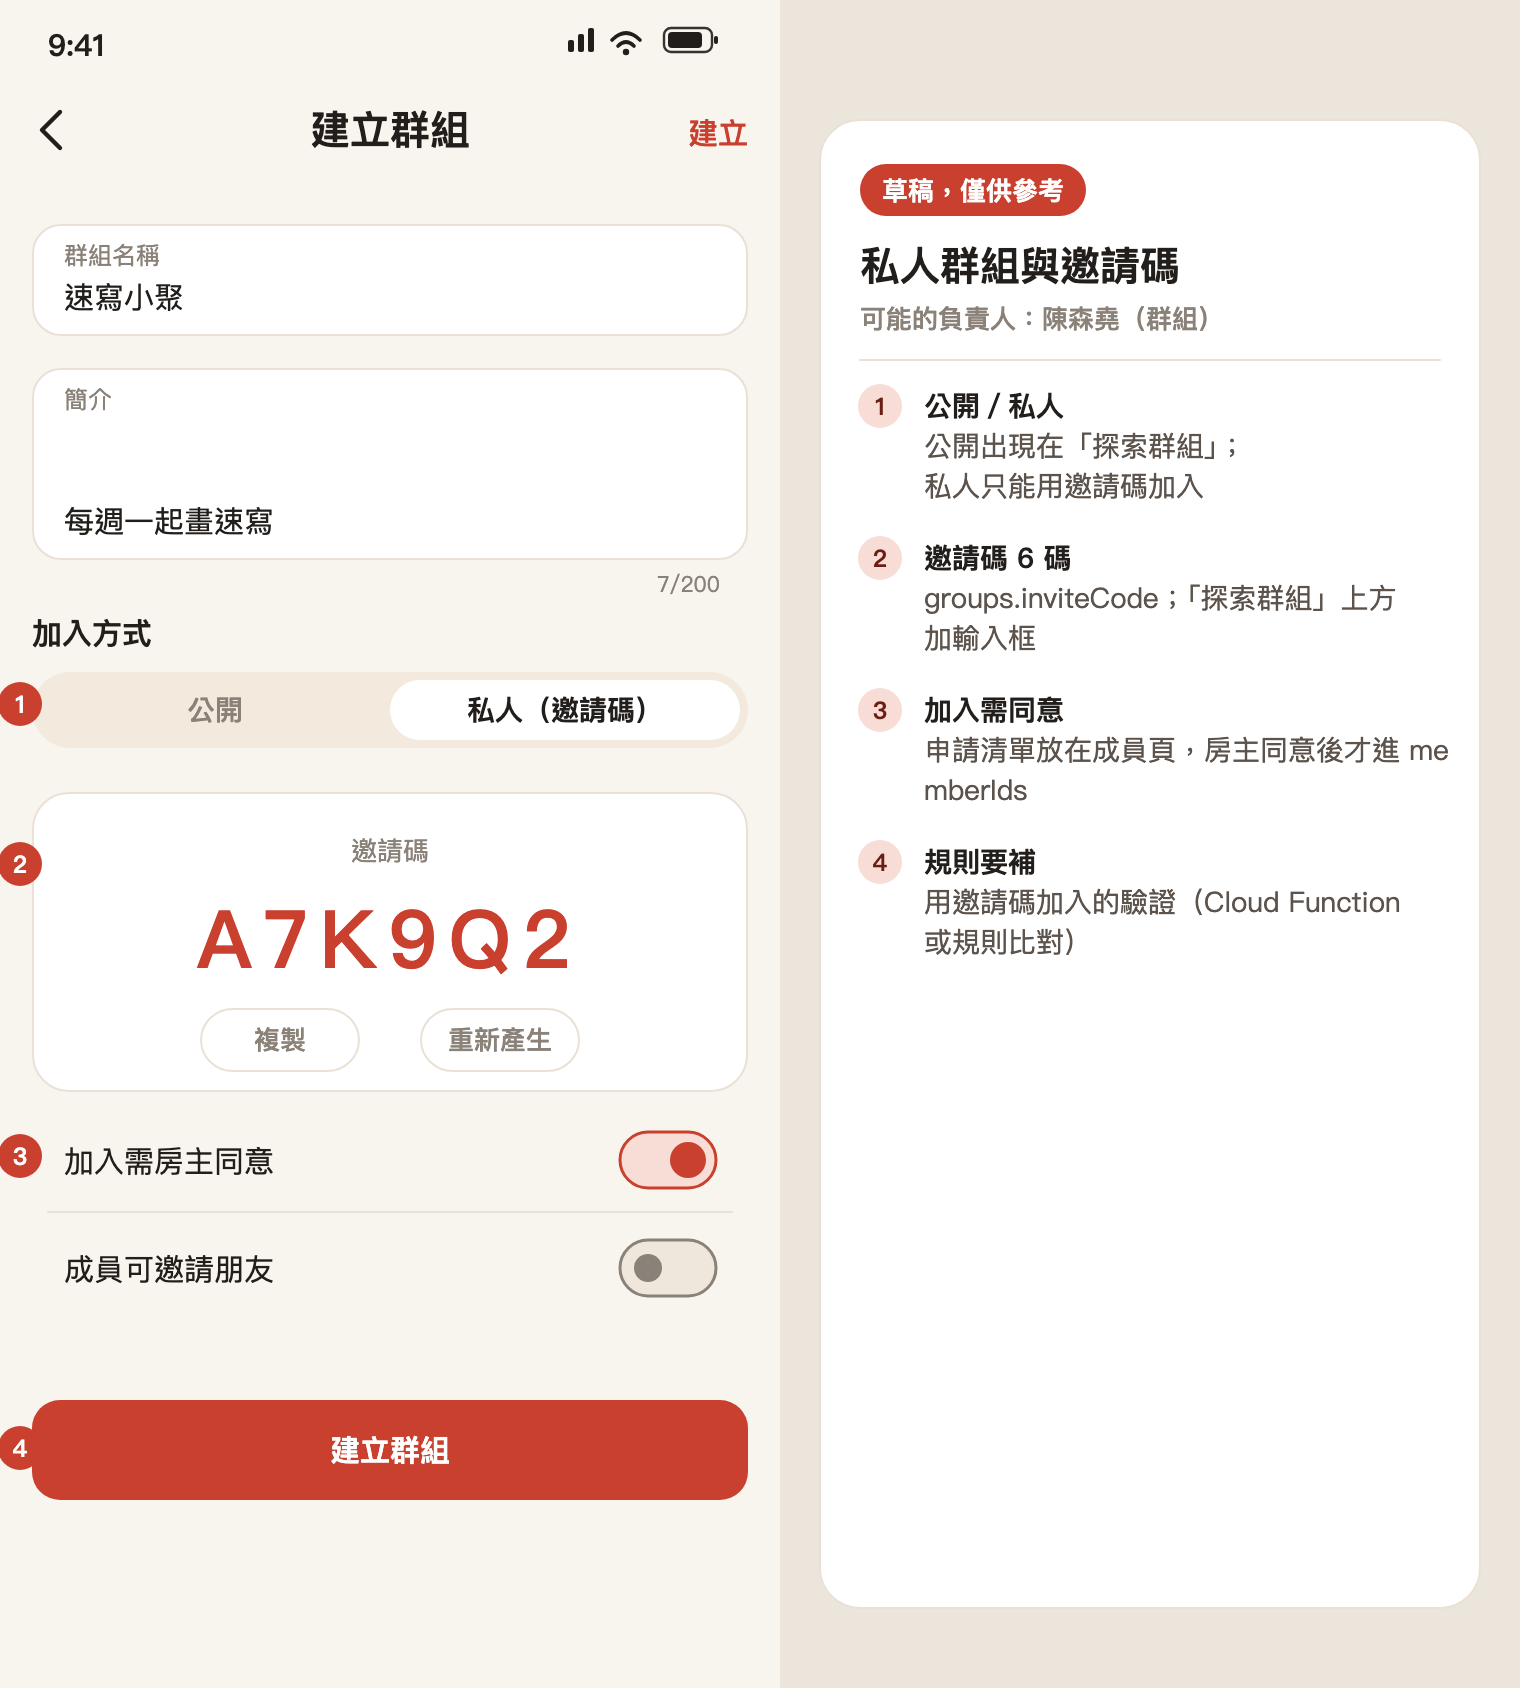 9:41
建立群組
建立
群組名稱
速寫小聚
簡介
每週一起畫速寫
7/200
加入方式
1
公開
私人（邀請碼）
2
邀請碼
A7K9Q2
複製
重新產生
3
加入需房主同意
成員可邀請朋友
4
建立群組
草稿，僅供參考
私人群組與邀請碼
可能的負責人：陳森堯（群組）
1
公開 / 私人
公開出現在「探索群組」；
私人只能用邀請碼加入
2
邀請碼 6 碼
groups.inviteCode；「探索群組」上方
加輸入框
3
加入需同意
申請清單放在成員頁，房主同意後才進 me
mberIds
4
規則要補
用邀請碼加入的驗證（Cloud Function
或規則比對）